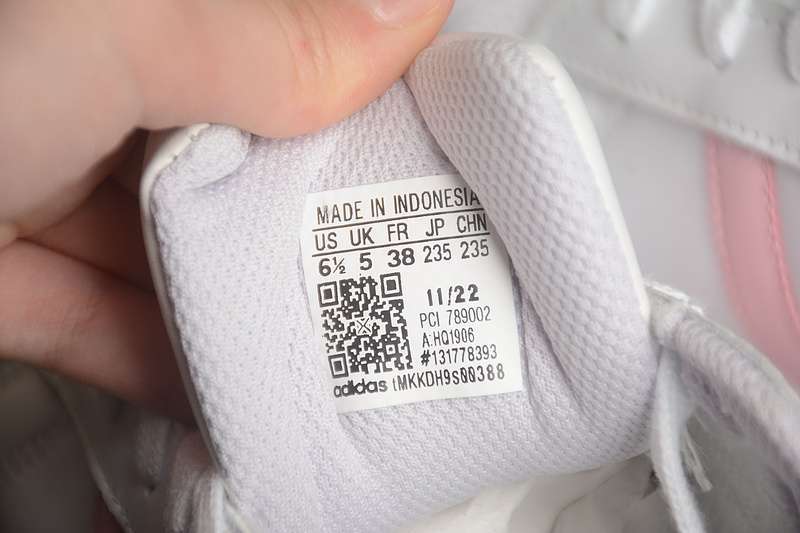 MADE IN INDONESIA
US UK FR JP CHN
6½ 5 38 235 235
11/22
PCI 789002
A:HQ1906
#131778393
adidas tMKKDH9s00388